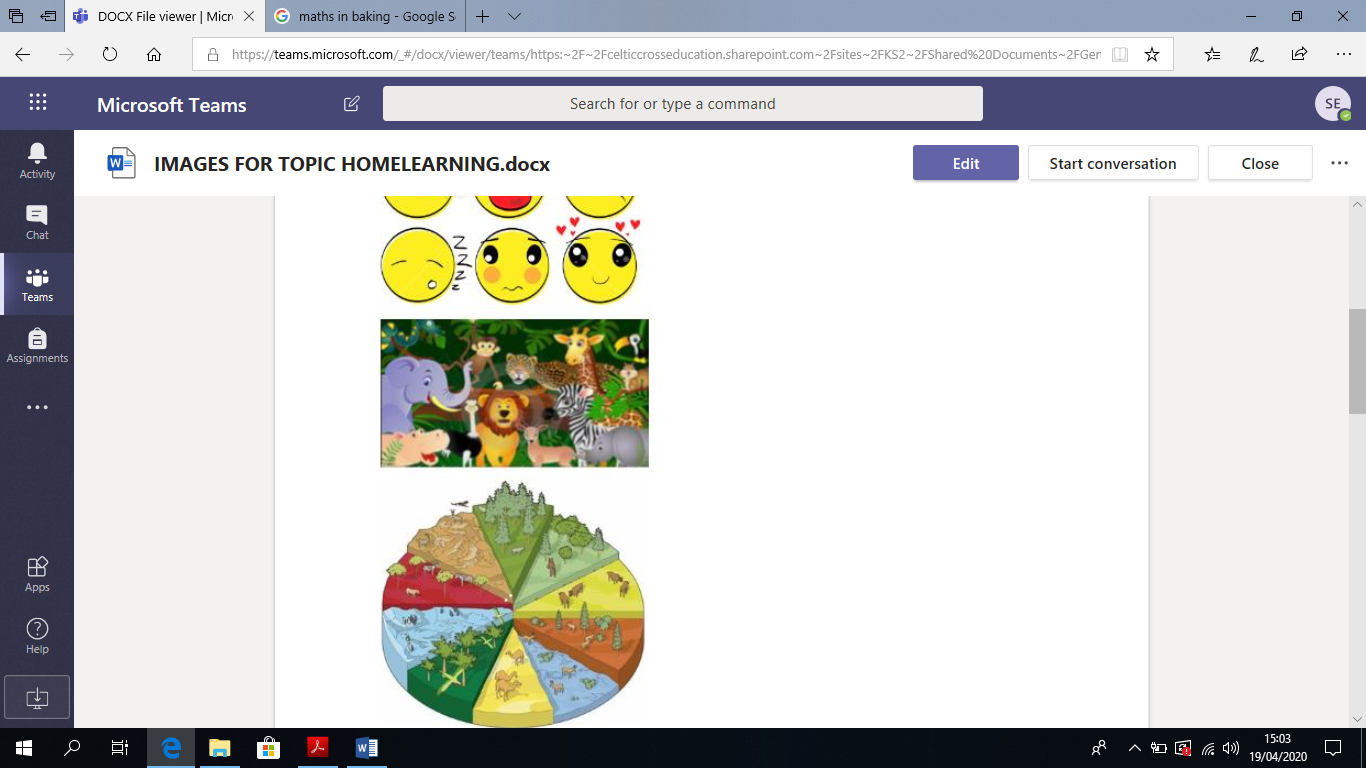 DOCX File viewer | Micr
maths in baking - Google S
https://teams.microsoft.com/_#/docx/viewer/teams/https:~2F~2Fcelticcrosseducation.sharepoint.com~2Fsites~2FKS2~2FShared%20Documents~2FGer
Microsoft Teams
Search for or type a command
SE
IMAGES FOR TOPIC HOMELEARNING.docx
Edit
Start conversation
Close
Activity
Chat
Teams
Assignments
Apps
Help
Z
Z
Z
z
15:03
19/04/2020